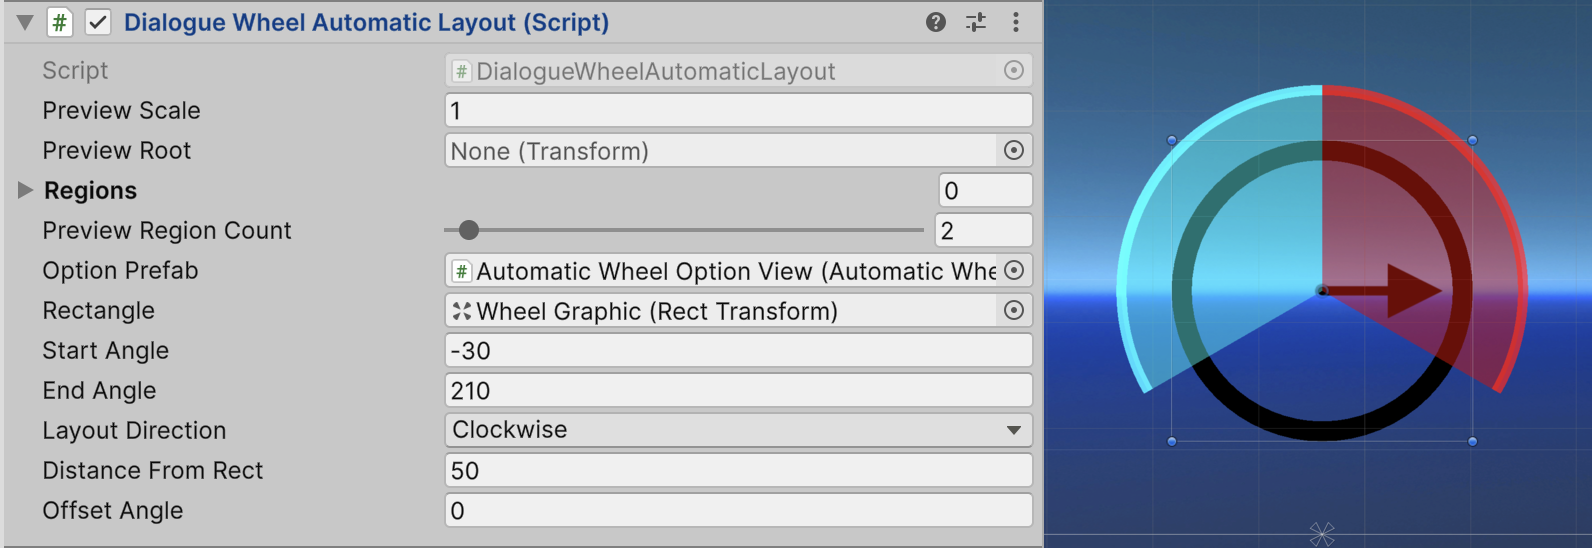 # Dialogue Wheel Automatic Layout (Script) ?
Script # DialogueWheelAutomaticLayout
Preview Scale 1
Preview Root None (Transform)
Regions 0
Preview Region Count 2
Option Prefab # Automatic Wheel Option View (Automatic Whe
Rectangle Wheel Graphic (Rect Transform)
Start Angle -30
End Angle 210
Layout Direction Clockwise
Distance From Rect 50
Offset Angle 0